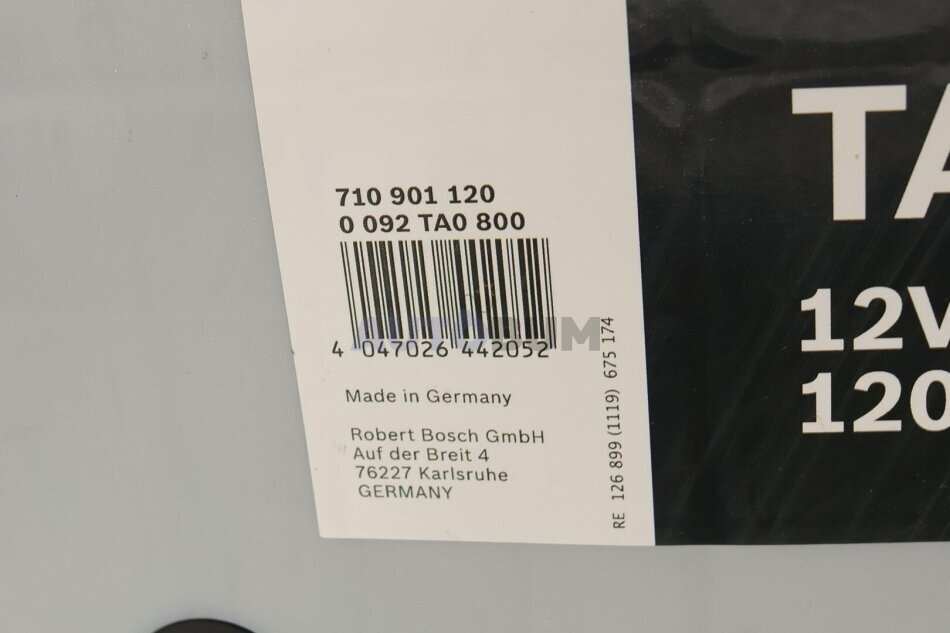 710 901 120
0 092 TA0 800
4 047026 442052
Made in Germany
Robert Bosch GmbH
Auf der Breit 4
76227 Karlsruhe
GERMANY
RE 126 899 (1119) 675 174
TA
12V
120